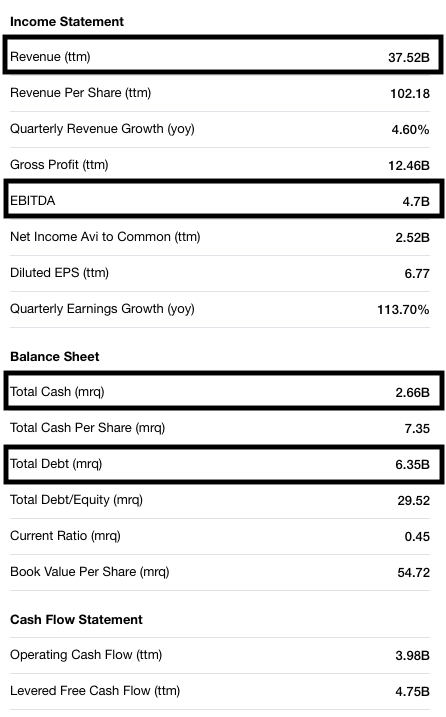 Income Statement
Revenue (ttm) 37.52B
Revenue Per Share (ttm) 102.18
Quarterly Revenue Growth (yoy) 4.60%
Gross Profit (ttm) 12.46B
EBITDA 4.7B
Net Income Avi to Common (ttm) 2.52B
Diluted EPS (ttm) 6.77
Quarterly Earnings Growth (yoy) 113.70%
Balance Sheet
Total Cash (mrq) 2.66B
Total Cash Per Share (mrq) 7.35
Total Debt (mrq) 6.35B
Total Debt/Equity (mrq) 29.52
Current Ratio (mrq) 0.45
Book Value Per Share (mrq) 54.72
Cash Flow Statement
Operating Cash Flow (ttm) 3.98B
Levered Free Cash Flow (ttm) 4.75B